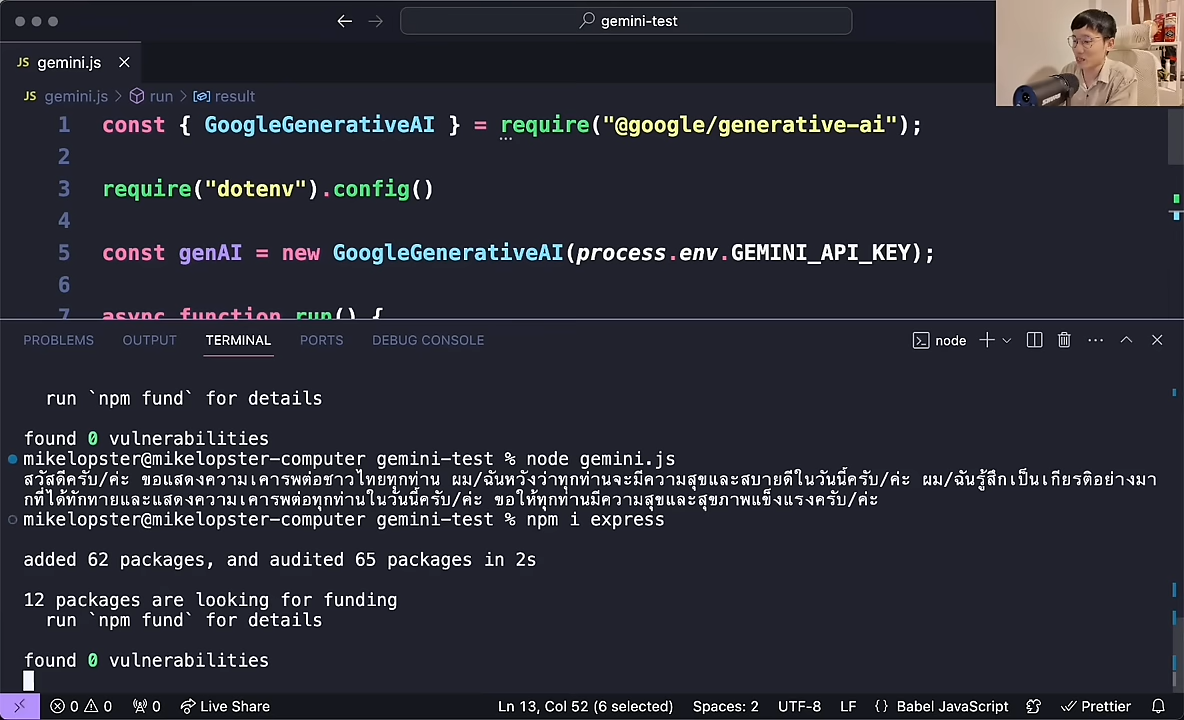 gemini-test
JS gemini.js
JS gemini.js > run > result
1 const { GoogleGenerativeAI } = require("@google/generative-ai");
2
3 require("dotenv").config()
4
5 const genAI = new GoogleGenerativeAI(process.env.GEMINI_API_KEY);
6
7 async function run() {
PROBLEMS OUTPUT TERMINAL PORTS DEBUG CONSOLE node
run `npm fund` for details
found 0 vulnerabilities
mikelopster@mikelopster-computer gemini-test % node gemini.js
สวัสดีครับ/ค่ะ ขอแสดงความเคารพต่อชาวไทยทุกท่าน ผม/ฉันหวังว่าทุกท่านจะมีความสุขและสบายดีในวันนี้ครับ/ค่ะ ผม/ฉันรู้สึกเป็นเกียรติอย่างมา
กที่ได้ทักทายและแสดงความเคารพต่อทุกท่านในวันนี้ครับ/ค่ะ ขอให้ทุกท่านมีความสุขและสุขภาพแข็งแรงครับ/ค่ะ
mikelopster@mikelopster-computer gemini-test % npm i express
added 62 packages, and audited 65 packages in 2s
12 packages are looking for funding
run `npm fund` for details
found 0 vulnerabilities
0 0 0 Live Share Ln 13, Col 52 (6 selected) Spaces: 2 UTF-8 LF {} Babel JavaScript Prettier